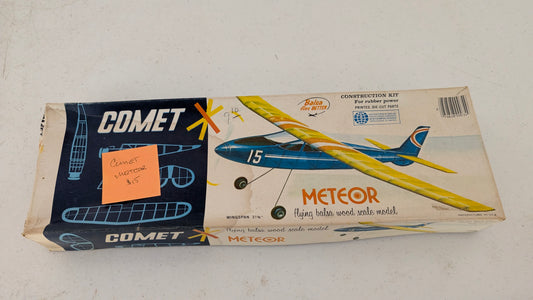 COMET
Balsa
Flies BETTER
CONSTRUCTION KIT
For rubber power
PRINTED DIE CUT PARTS
COMET
METEOR
$15
15
METEOR
WINGSPAN
flying balsa wood scale model
COMET
METEOR
flying balsa wood scale model